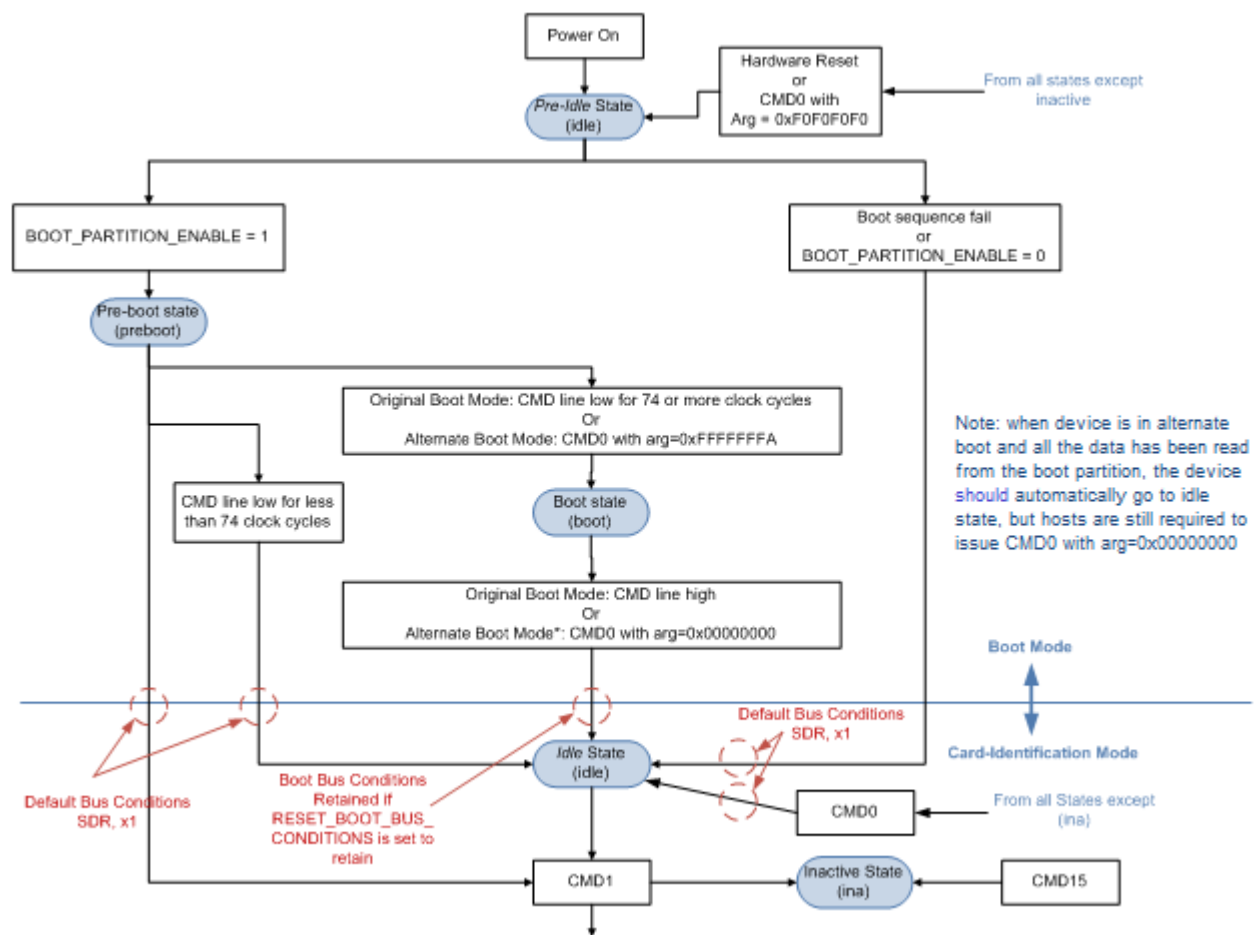 Power On
Hardware Reset
or
CMD0 with
Arg = 0xF0F0F0F0
From all states except
inactive
Pre-Idle State
(idle)
BOOT_PARTITION_ENABLE = 1
Boot sequence fail
or
BOOT_PARTITION_ENABLE = 0
Pre-boot state
(preboot)
Original Boot Mode: CMD line low for 74 or more clock cycles
Or
Alternate Boot Mode: CMD0 with arg=0xFFFFFFFA
Note: when device is in alternate
boot and all the data has been read
from the boot partition, the device
should automatically go to idle
state, but hosts are still required to
issue CMD0 with arg=0x00000000
CMD line low for less
than 74 clock cycles
Boot state
(boot)
Original Boot Mode: CMD line high
Or
Alternate Boot Mode*: CMD0 with arg=0x00000000
Boot Mode
Card-Identification Mode
Default Bus Conditions
SDR, x1
Idle State
(idle)
Default Bus Conditions
SDR, x1
Boot Bus Conditions
Retained if
RESET_BOOT_BUS_
CONDITIONS is set to
retain
CMD0
From all States except
(ina)
CMD1
Inactive State
(ina)
CMD15